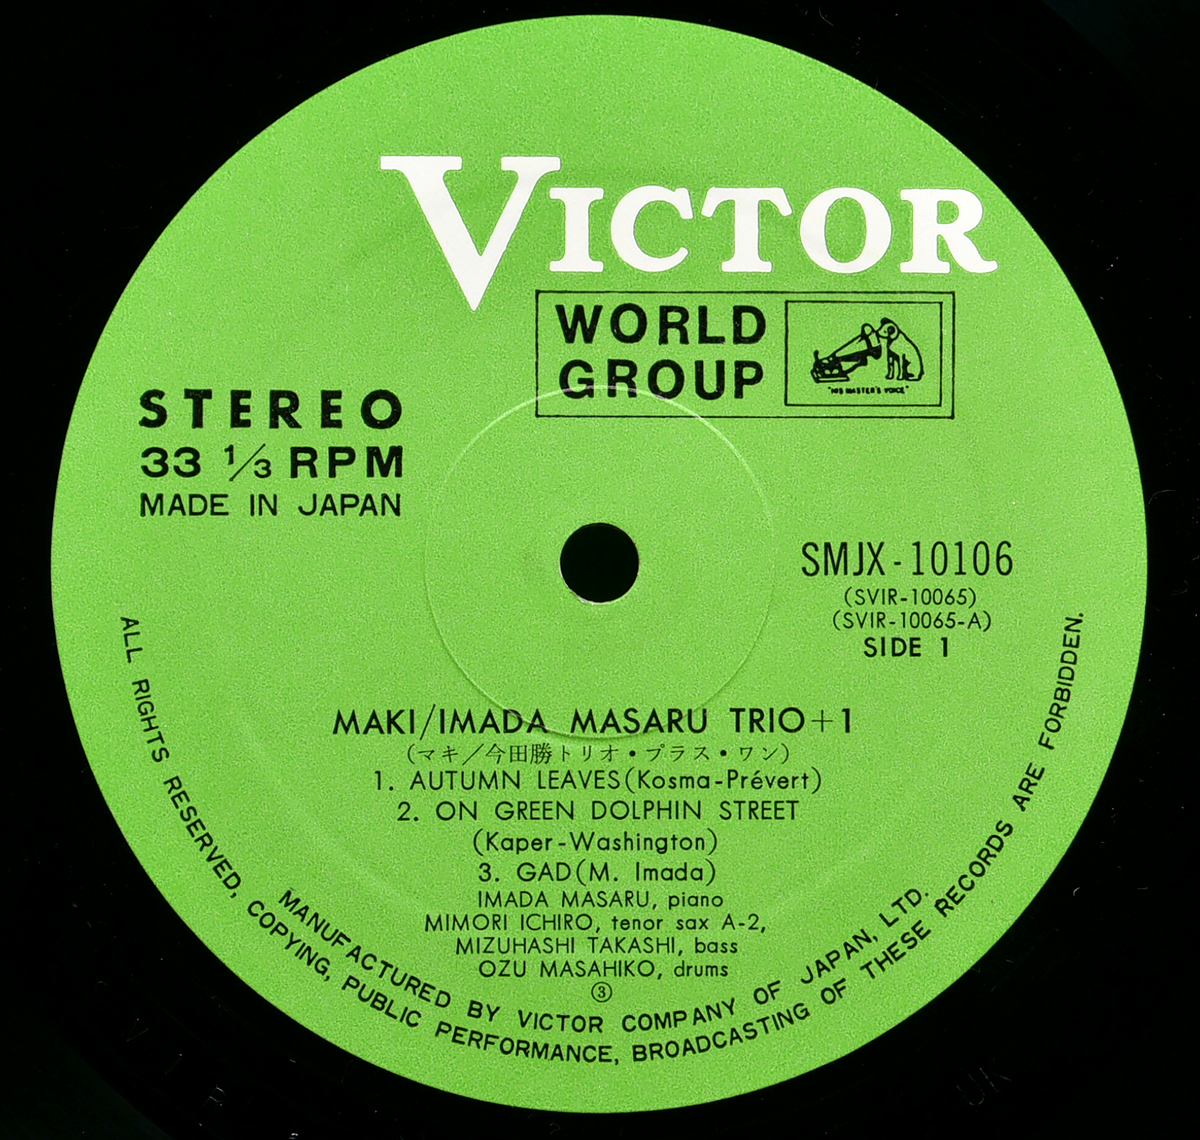 VICTOR
WORLD
GROUP
"HIS MASTER'S VOICE"
STEREO
33 1/3 RPM
MADE IN JAPAN
SMJX-10106
(SVIR-10065)
(SVIR-10065-A)
SIDE 1
MAKI/IMADA MASARU TRIO+1
(マキ／今田勝トリオ・プラス・ワン)
1. AUTUMN LEAVES(Kosma-Prévert)
2. ON GREEN DOLPHIN STREET
(Kaper-Washington)
3. GAD(M. Imada)
IMADA MASARU, piano
MIMORI ICHIRO, tenor sax A-2,
MIZUHASHI TAKASHI, bass
OZU MASAHIKO, drums
③
MANUFACTURED BY VICTOR COMPANY OF JAPAN, LTD.
ALL RIGHTS RESERVED, COPYING, PUBLIC PERFORMANCE, BROADCASTING OF THESE RECORDS ARE FORBIDDEN.